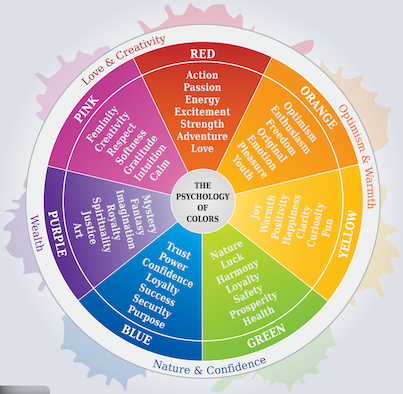 THE
PSYCHOLOGY
OF
COLORS
RED
Action
Passion
Energy
Excitement
Strength
Adventure
Love
ORANGE
Optimism
Enthusiasm
Freedom
Original
Emotion
Pleasure
Youth
YELLOW
Joy
Warmth
Positivity
Happiness
Clarity
Curiosity
Fun
GREEN
Nature
Luck
Harmony
Loyalty
Safety
Prosperity
Health
BLUE
Trust
Power
Confidence
Loyalty
Success
Security
Purpose
PURPLE
Mystery
Fantasy
Imagination
Royalty
Spirituality
Justice
Art
PINK
Feminity
Creativity
Respect
Softness
Gratitude
Intuition
Calm
Love & Creativity
Optimism & Warmth
Nature & Confidence
Wealth